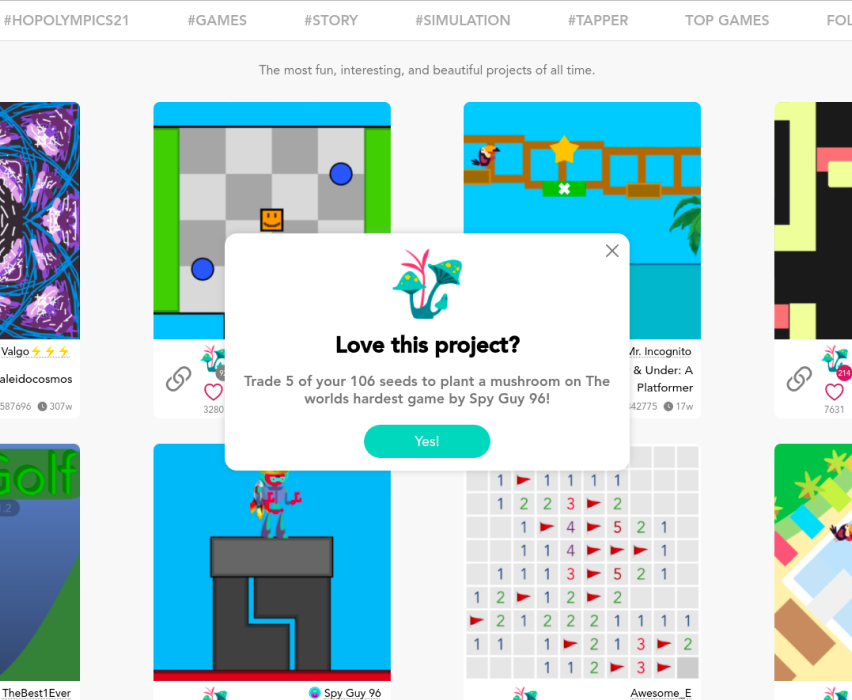 #HOPOLYMPICS21 #GAMES #STORY #SIMULATION #TAPPER TOP GAMES FOL
The most fun, interesting, and beautiful projects of all time.
Love this project?
Trade 5 of your 106 seeds to plant a mushroom on The
worlds hardest game by Spy Guy 96!
Yes!
Valgo⚡⚡⚡
aleidocosmos
587696 307w
3280
Mr. Incognito
& Under: A
Platformer
342775 17w
214
7631
Golf
1.2
1 1 1 1 1
1 2 2 3 2
1 4 5 2 1
1 1 4 1
1 1 1 3 5 2 1
1 2 1 2 2
2 1 2 2 2 1 1 1 1
1 1 1 2 1 3 2
1 1 2 3
TheBest1Ever
Spy Guy 96
Awesome_E